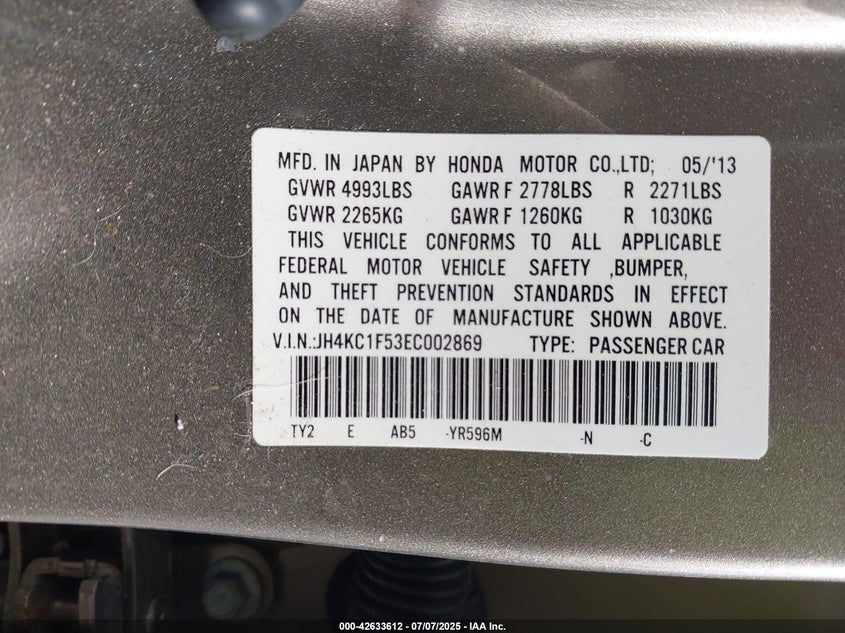 MFD. IN JAPAN BY HONDA MOTOR CO.,LTD; 05/'13
GVWR 4993LBS GAWR F 2778LBS R 2271LBS
GVWR 2265KG GAWR F 1260KG R 1030KG
THIS VEHICLE CONFORMS TO ALL APPLICABLE
FEDERAL MOTOR VEHICLE SAFETY ,BUMPER,
AND THEFT PREVENTION STANDARDS IN EFFECT
ON THE DATE OF MANUFACTURE SHOWN ABOVE.
V.I.N.:JH4KC1F53EC002869 TYPE: PASSENGER CAR
TY2 E AB5 -YR596M -N -C
000-42633612 - 07/07/2025 - IAA Inc.